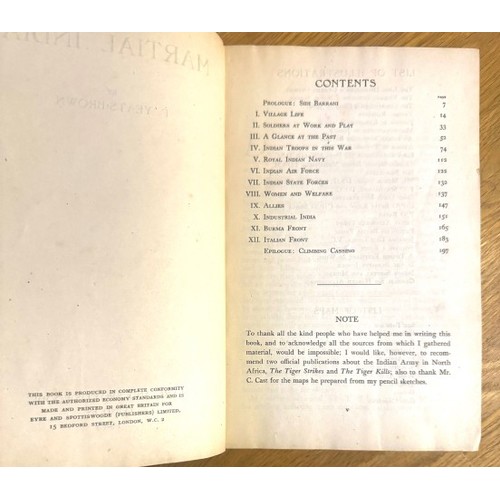 THIS BOOK IS PRODUCED IN COMPLETE CONFORMITY
WITH THE AUTHORIZED ECONOMY STANDARDS AND IS
MADE AND PRINTED IN GREAT BRITAIN FOR
EYRE AND SPOTTISWOODE (PUBLISHERS) LIMITED,
15 BEDFORD STREET, LONDON, W.C. 2
CONTENTS
PAGE
PROLOGUE: SIDI BARRANI 7
I. VILLAGE LIFE 14
II. SOLDIERS AT WORK AND PLAY 33
III. A GLANCE AT THE PAST 52
IV. INDIAN TROOPS IN THIS WAR 74
V. ROYAL INDIAN NAVY 112
VI. INDIAN AIR FORCE 122
VII. INDIAN STATE FORCES 132
VIII. WOMEN AND WELFARE 137
IX. ALLIES 147
X. INDUSTRIAL INDIA 151
XI. BURMA FRONT 165
XII. ITALIAN FRONT 183
EPILOGUE: CLIMBING CANNING 197
NOTE
To thank all the kind people who have helped me in writing this
book, and to acknowledge all the sources from which I gathered
material, would be impossible; I would like, however, to recom-
mend two official publications about the Indian Army in North
Africa, The Tiger Strikes and The Tiger Kills; also to thank Mr.
C. Cast for the maps he prepared from my pencil sketches.
v